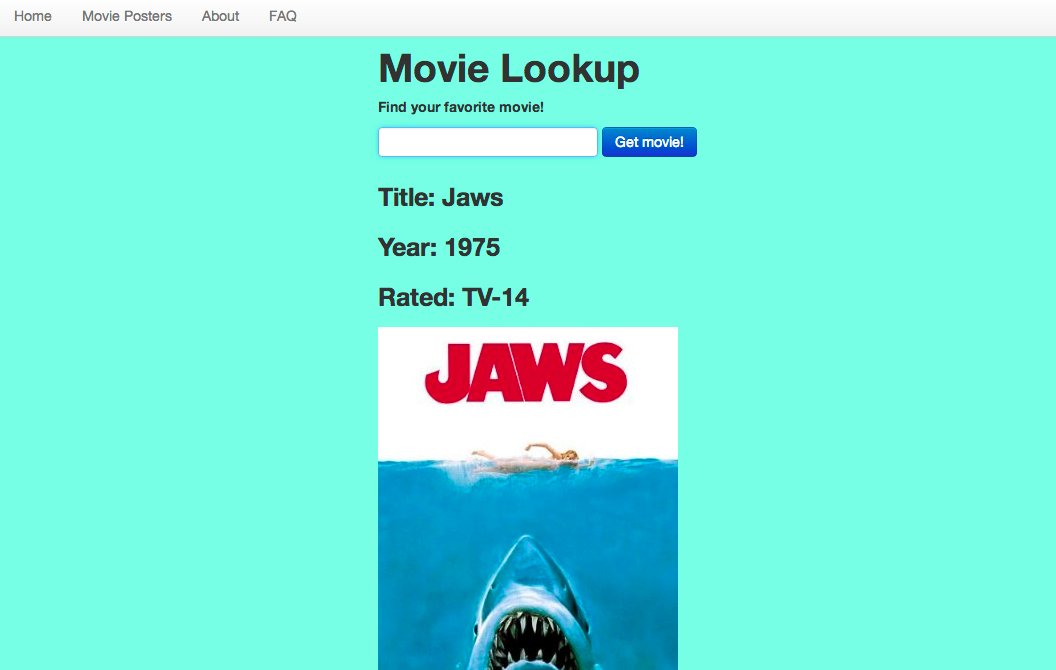 Home Movie Posters About FAQ
Movie Lookup
Find your favorite movie!
Get movie!
Title: Jaws
Year: 1975
Rated: TV-14
JAWS